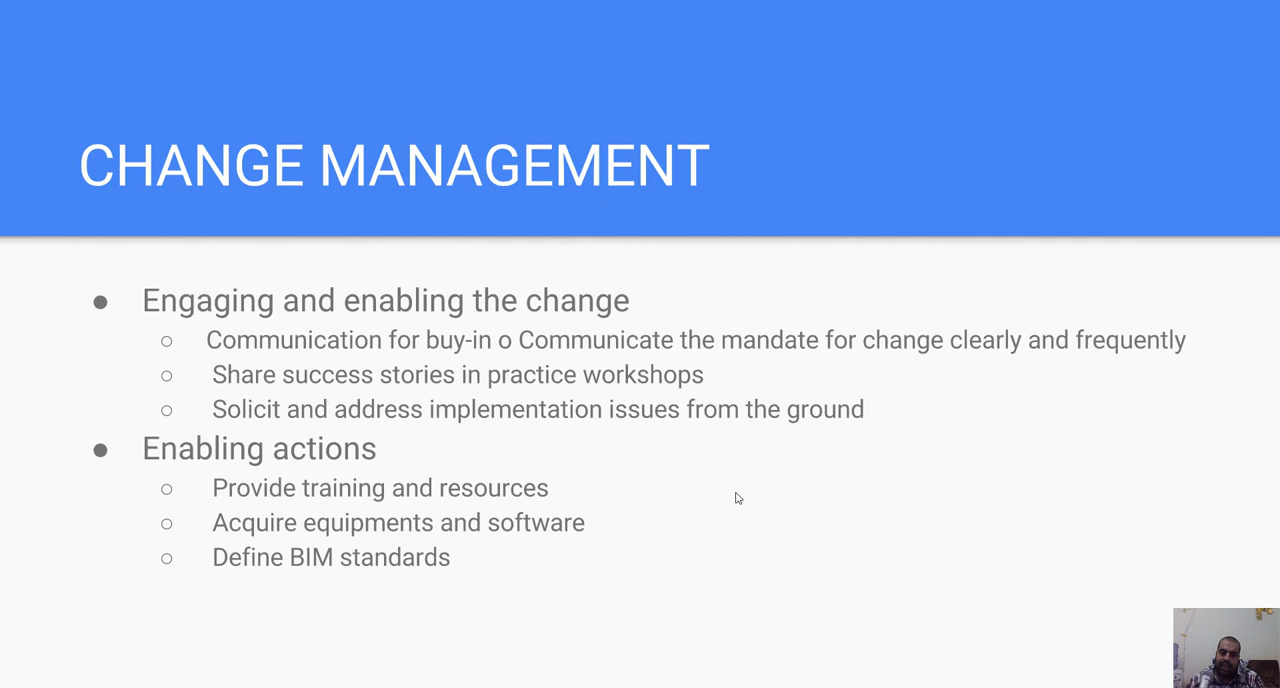 CHANGE MANAGEMENT
● Engaging and enabling the change
○ Communication for buy-in o Communicate the mandate for change clearly and frequently
○ Share success stories in practice workshops
○ Solicit and address implementation issues from the ground
● Enabling actions
○ Provide training and resources
○ Acquire equipments and software
○ Define BIM standards